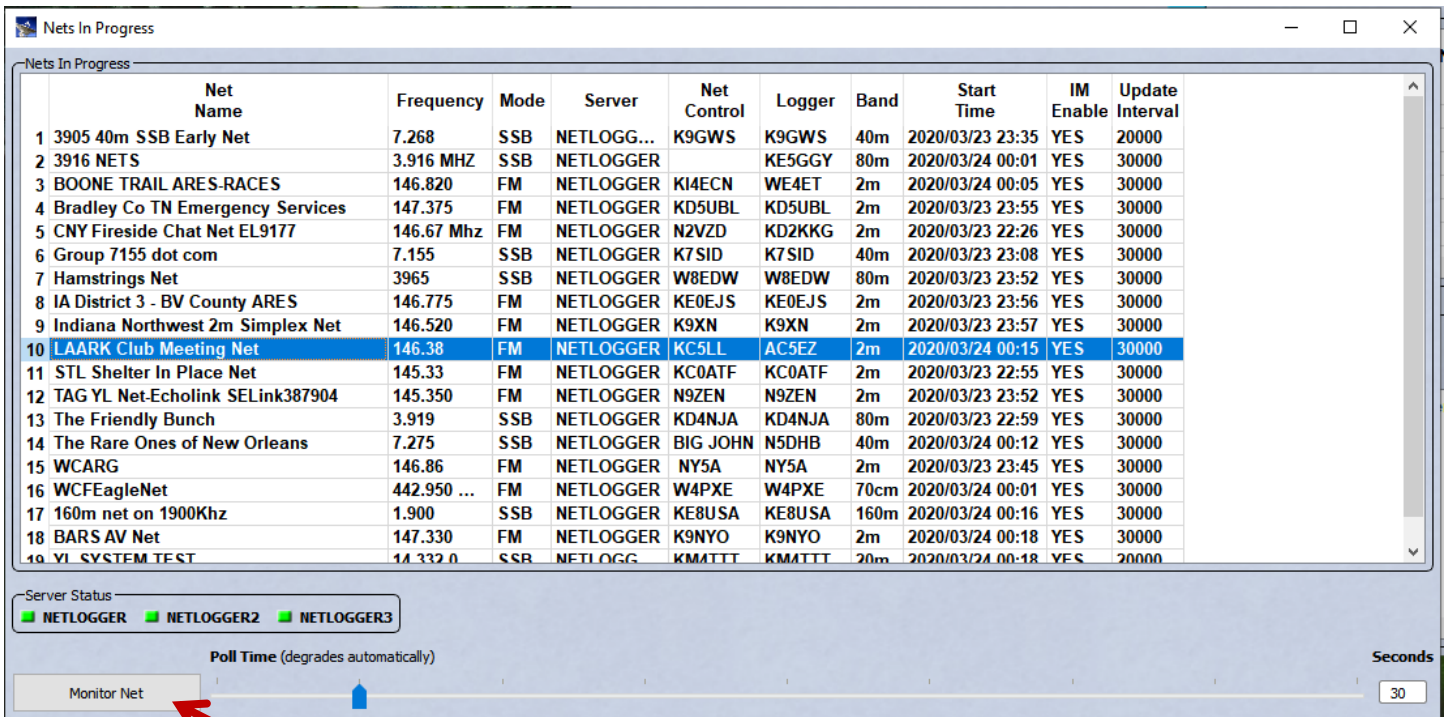 Nets In Progress
Nets In Progress
Net Name Frequency Mode Server Net Control Logger Band Start Time IM Enable Update Interval
1 3905 40m SSB Early Net 7.268 SSB NETLOGG... K9GWS K9GWS 40m 2020/03/23 23:35 YES 20000
2 3916 NETS 3.916 MHZ SSB NETLOGGER KE5GGY 80m 2020/03/24 00:01 YES 30000
3 BOONE TRAIL ARES-RACES 146.820 FM NETLOGGER KI4ECN WE4ET 2m 2020/03/24 00:05 YES 30000
4 Bradley Co TN Emergency Services 147.375 FM NETLOGGER KD5UBL KD5UBL 2m 2020/03/23 23:55 YES 30000
5 CNY Fireside Chat Net EL9177 146.67 Mhz FM NETLOGGER N2VZD KD2KKG 2m 2020/03/23 22:26 YES 30000
6 Group 7155 dot com 7.155 SSB NETLOGGER K7SID K7SID 40m 2020/03/23 23:08 YES 30000
7 Hamstrings Net 3965 SSB NETLOGGER W8EDW W8EDW 80m 2020/03/23 23:52 YES 30000
8 IA District 3 - BV County ARES 146.775 FM NETLOGGER KE0EJS KE0EJS 2m 2020/03/23 23:56 YES 30000
9 Indiana Northwest 2m Simplex Net 146.520 FM NETLOGGER K9XN K9XN 2m 2020/03/23 23:57 YES 30000
10 LAARK Club Meeting Net 146.38 FM NETLOGGER KC5LL AC5EZ 2m 2020/03/24 00:15 YES 30000
11 STL Shelter In Place Net 145.33 FM NETLOGGER KC0ATF KC0ATF 2m 2020/03/23 22:55 YES 30000
12 TAG YL Net-Echolink SELink387904 145.350 FM NETLOGGER N9ZEN N9ZEN 2m 2020/03/23 23:52 YES 30000
13 The Friendly Bunch 3.919 SSB NETLOGGER KD4NJA KD4NJA 80m 2020/03/23 22:59 YES 30000
14 The Rare Ones of New Orleans 7.275 SSB NETLOGGER BIG JOHN N5DHB 40m 2020/03/24 00:12 YES 30000
15 WCARG 146.86 FM NETLOGGER NY5A NY5A 2m 2020/03/23 23:45 YES 30000
16 WCFEagleNet 442.950 ... FM NETLOGGER W4PXE W4PXE 70cm 2020/03/24 00:01 YES 30000
17 160m net on 1900Khz 1.900 SSB NETLOGGER KE8USA KE8USA 160m 2020/03/24 00:16 YES 30000
18 BARS AV Net 147.330 FM NETLOGGER K9NYO K9NYO 2m 2020/03/24 00:18 YES 30000
19 YL SYSTEM TEST 14.332.0 SSB NETLOGG KM4TTT KM4TTT 20m 2020/03/24 00:18 YES 20000
Server Status
NETLOGGER NETLOGGER2 NETLOGGER3
Poll Time (degrades automatically) Seconds
Monitor Net 30